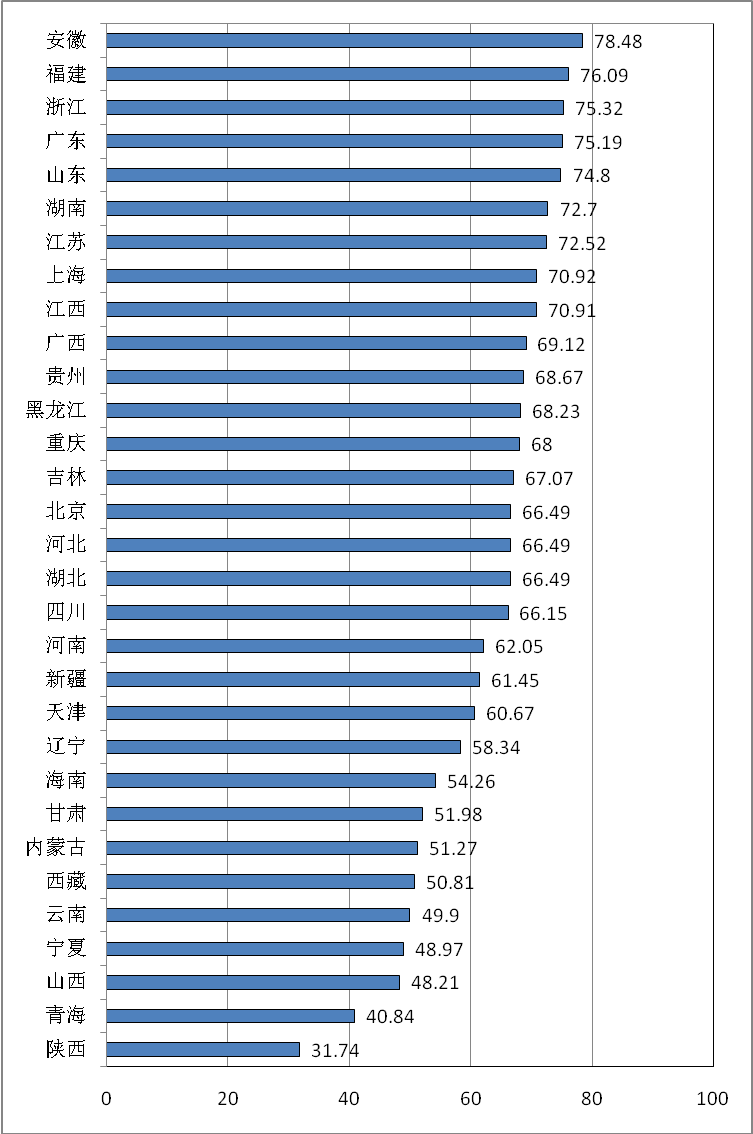 安徽 78.48
福建 76.09
浙江 75.32
广东 75.19
山东 74.8
湖南 72.7
江苏 72.52
上海 70.92
江西 70.91
广西 69.12
贵州 68.67
黑龙江 68.23
重庆 68
吉林 67.07
北京 66.49
河北 66.49
湖北 66.49
四川 66.15
河南 62.05
新疆 61.45
天津 60.67
辽宁 58.34
海南 54.26
甘肃 51.98
内蒙古 51.27
西藏 50.81
云南 49.9
宁夏 48.97
山西 48.21
青海 40.84
陕西 31.74
0 20 40 60 80 100